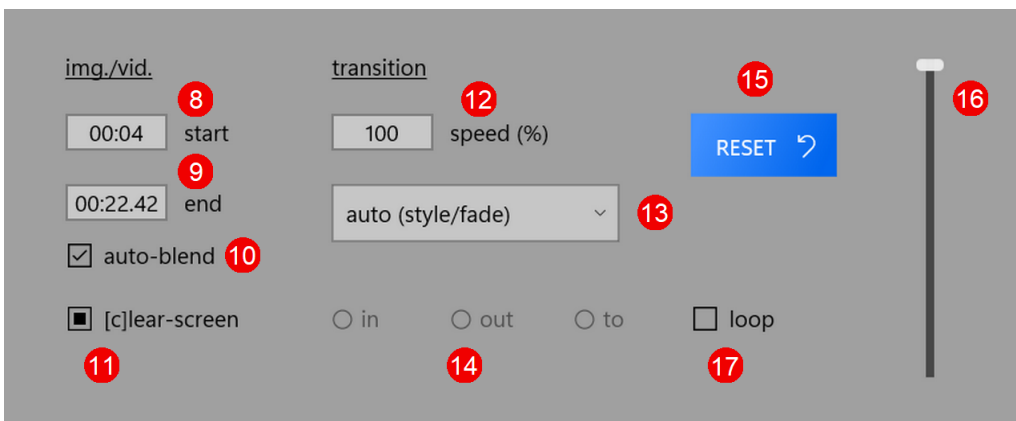 img./vid. transition
8 12 15 16
00:04 start 100 speed (%) RESET
9
00:22.42 end auto (style/fade) 13
auto-blend 10
[c]lear-screen in out to loop
11 14 17